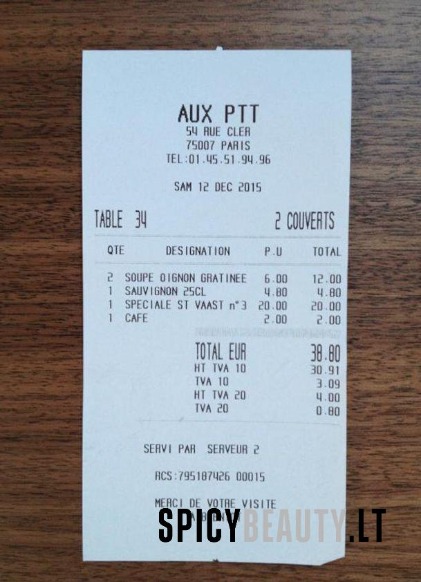 AUX PTT
54 RUE CLER
75007 PARIS
TEL:01.45.51.94.96
SAM 12 DEC 2015
TABLE 34 2 COUVERTS
QTE DESIGNATION P.U TOTAL
2 SOUPE OIGNON GRATINEE 6.00 12.00
1 SAUVIGNON 25CL 4.80 4.80
1 SPECIALE ST VAAST n°3 20.00 20.00
1 CAFE 2.00 2.00
TOTAL EUR 38.80
HT TVA 10 30.91
TVA 10 3.09
HT TVA 20 4.00
TVA 20 0.80
SERVI PAR SERVEUR 2
RCS:795187426 00015
MERCI DE VOTRE VISITE
SPICYBEAUTY.LT